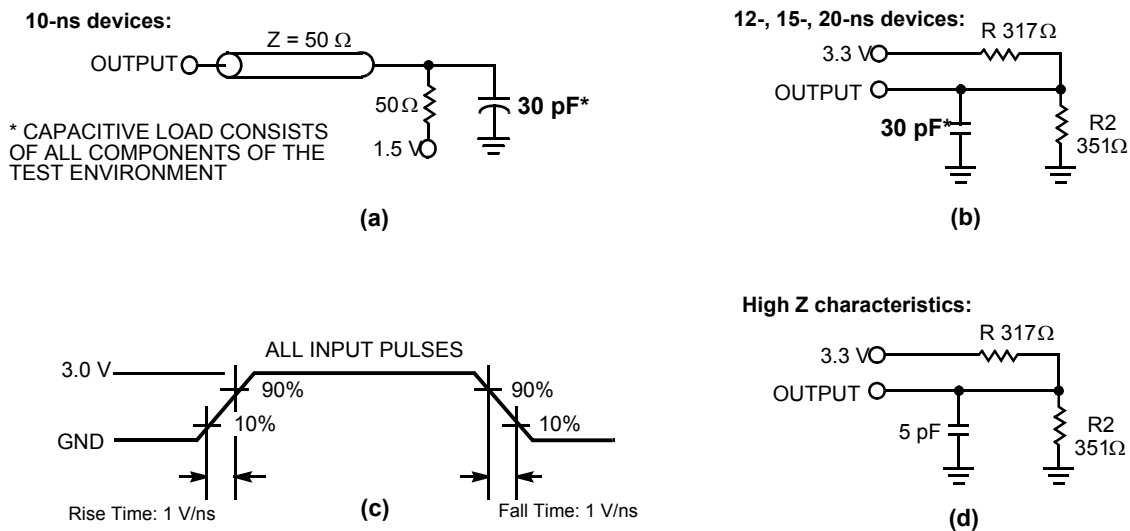 10-ns devices:
Z = 50 Ω
OUTPUT
50Ω
30 pF*
1.5 V
* CAPACITIVE LOAD CONSISTS
OF ALL COMPONENTS OF THE
TEST ENVIRONMENT
(a)
12-, 15-, 20-ns devices:
R 317Ω
3.3 V
OUTPUT
30 pF*
R2
351Ω
(b)
ALL INPUT PULSES
3.0 V
90%
10%
GND
90%
10%
Rise Time: 1 V/ns
(c)
Fall Time: 1 V/ns
High Z characteristics:
R 317Ω
3.3 V
OUTPUT
5 pF
R2
351Ω
(d)